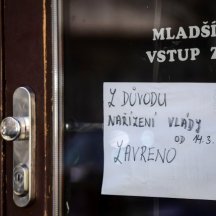 MLADŠÍ
VSTUP Z
Z DŮVODU
NAŘÍZENÍ VLÁDY
OD 14.3.
ZAVŘENO